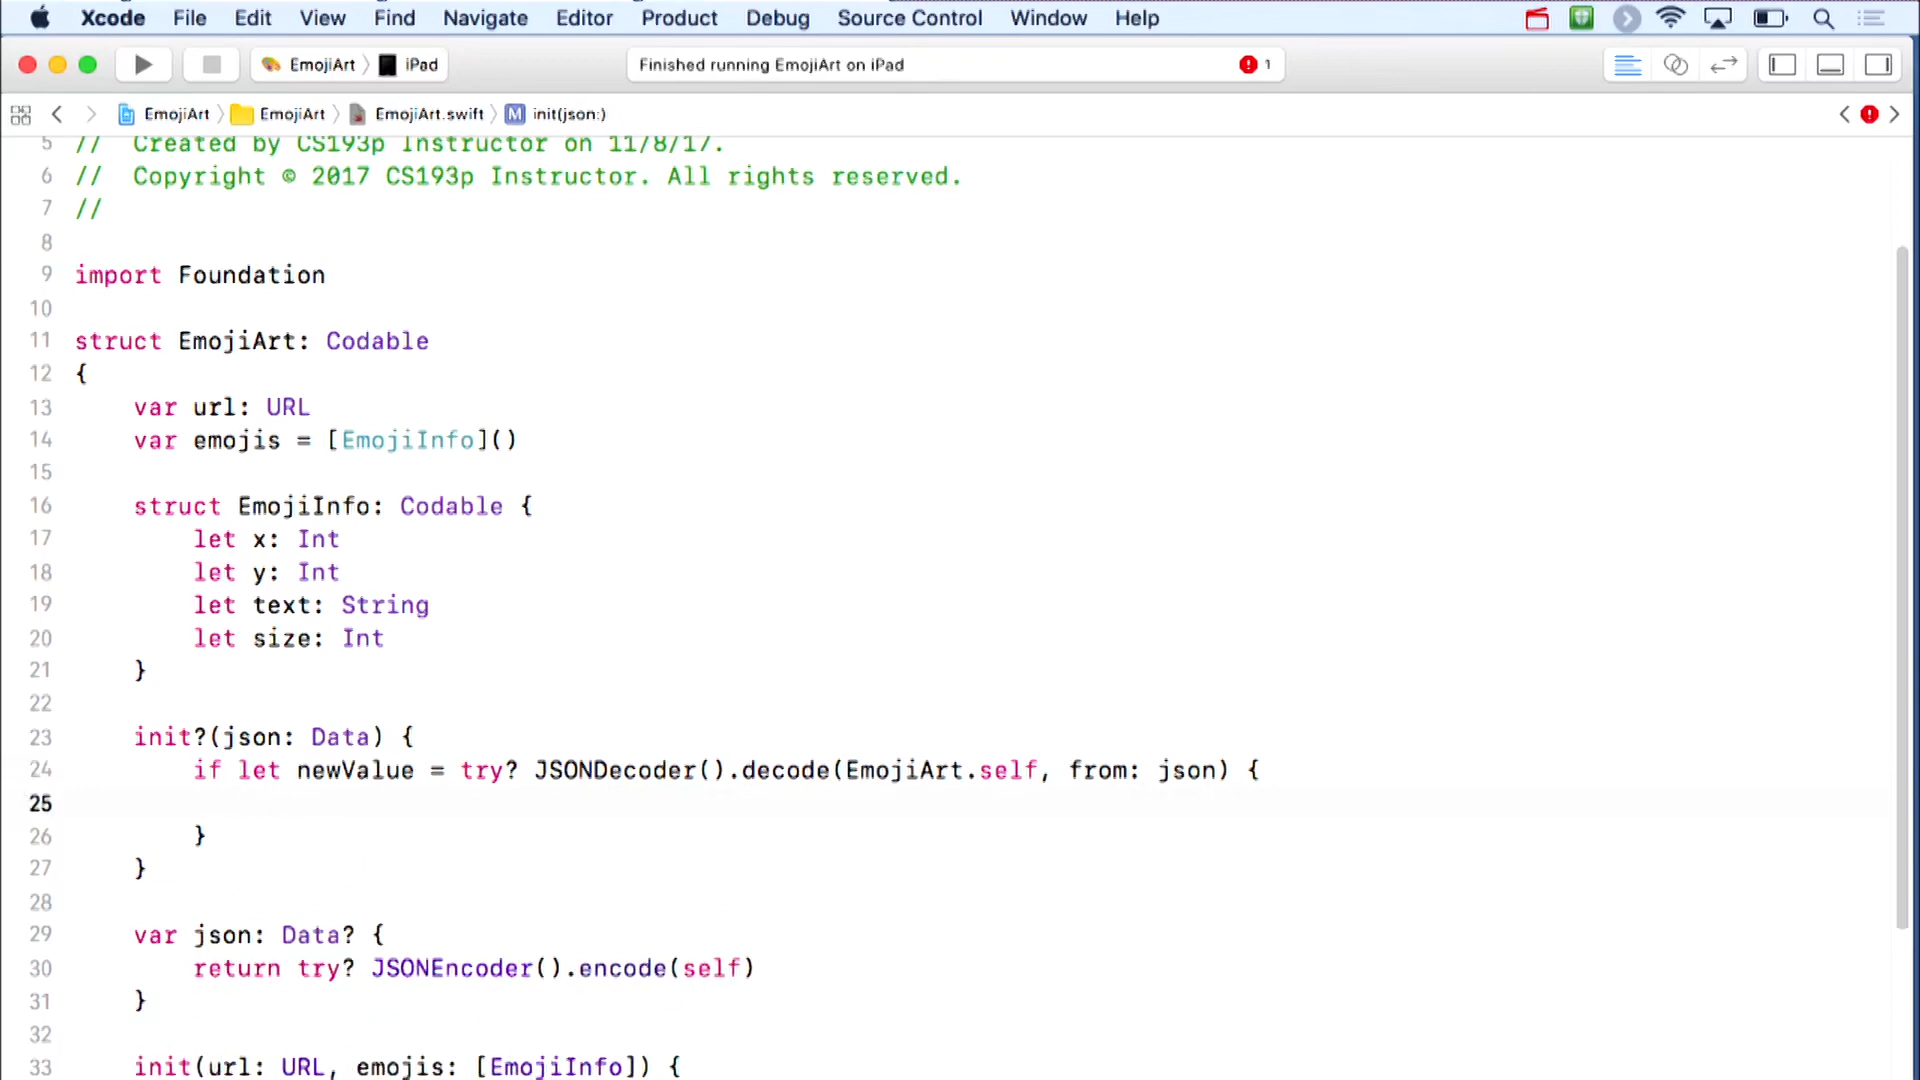 Xcode File Edit View Find Navigate Editor Product Debug Source Control Window Help
EmojiArt iPad Finished running EmojiArt on iPad 1
EmojiArt EmojiArt EmojiArt.swift M init(json:)
5 // Created by CS193p Instructor on 11/8/17.
6 // Copyright © 2017 CS193p Instructor. All rights reserved.
7 //
8
9 import Foundation
10
11 struct EmojiArt: Codable
12 {
13 var url: URL
14 var emojis = [EmojiInfo]()
15
16 struct EmojiInfo: Codable {
17 let x: Int
18 let y: Int
19 let text: String
20 let size: Int
21 }
22
23 init?(json: Data) {
24 if let newValue = try? JSONDecoder().decode(EmojiArt.self, from: json) {
25
26 }
27 }
28
29 var json: Data? {
30 return try? JSONEncoder().encode(self)
31 }
32
33 init(url: URL, emojis: [EmojiInfo]) {